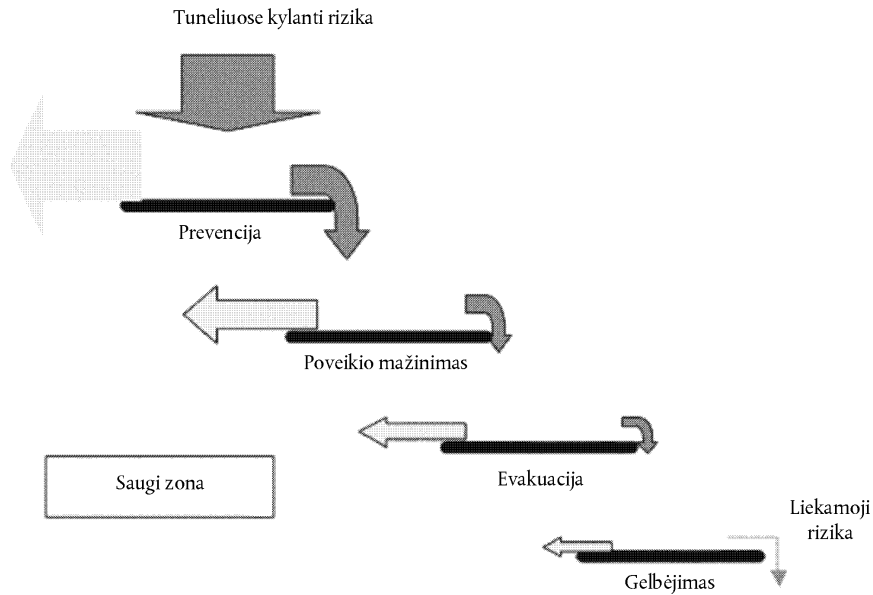 Tuneliuose kylanti rizika
Prevencija
Poveikio mažinimas
Evakuacija
Saugi zona
Liekamoji
rizika
Gelbėjimas